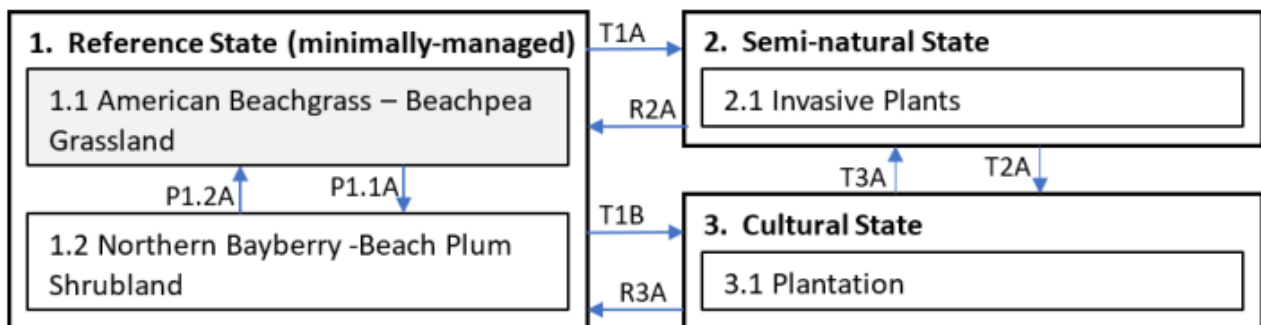 1. Reference State (minimally-managed)
1.1 American Beachgrass – Beachpea
Grassland
P1.2A
P1.1A
1.2 Northern Bayberry -Beach Plum
Shrubland
T1A
R2A
T1B
R3A
2. Semi-natural State
2.1 Invasive Plants
T3A
T2A
3. Cultural State
3.1 Plantation